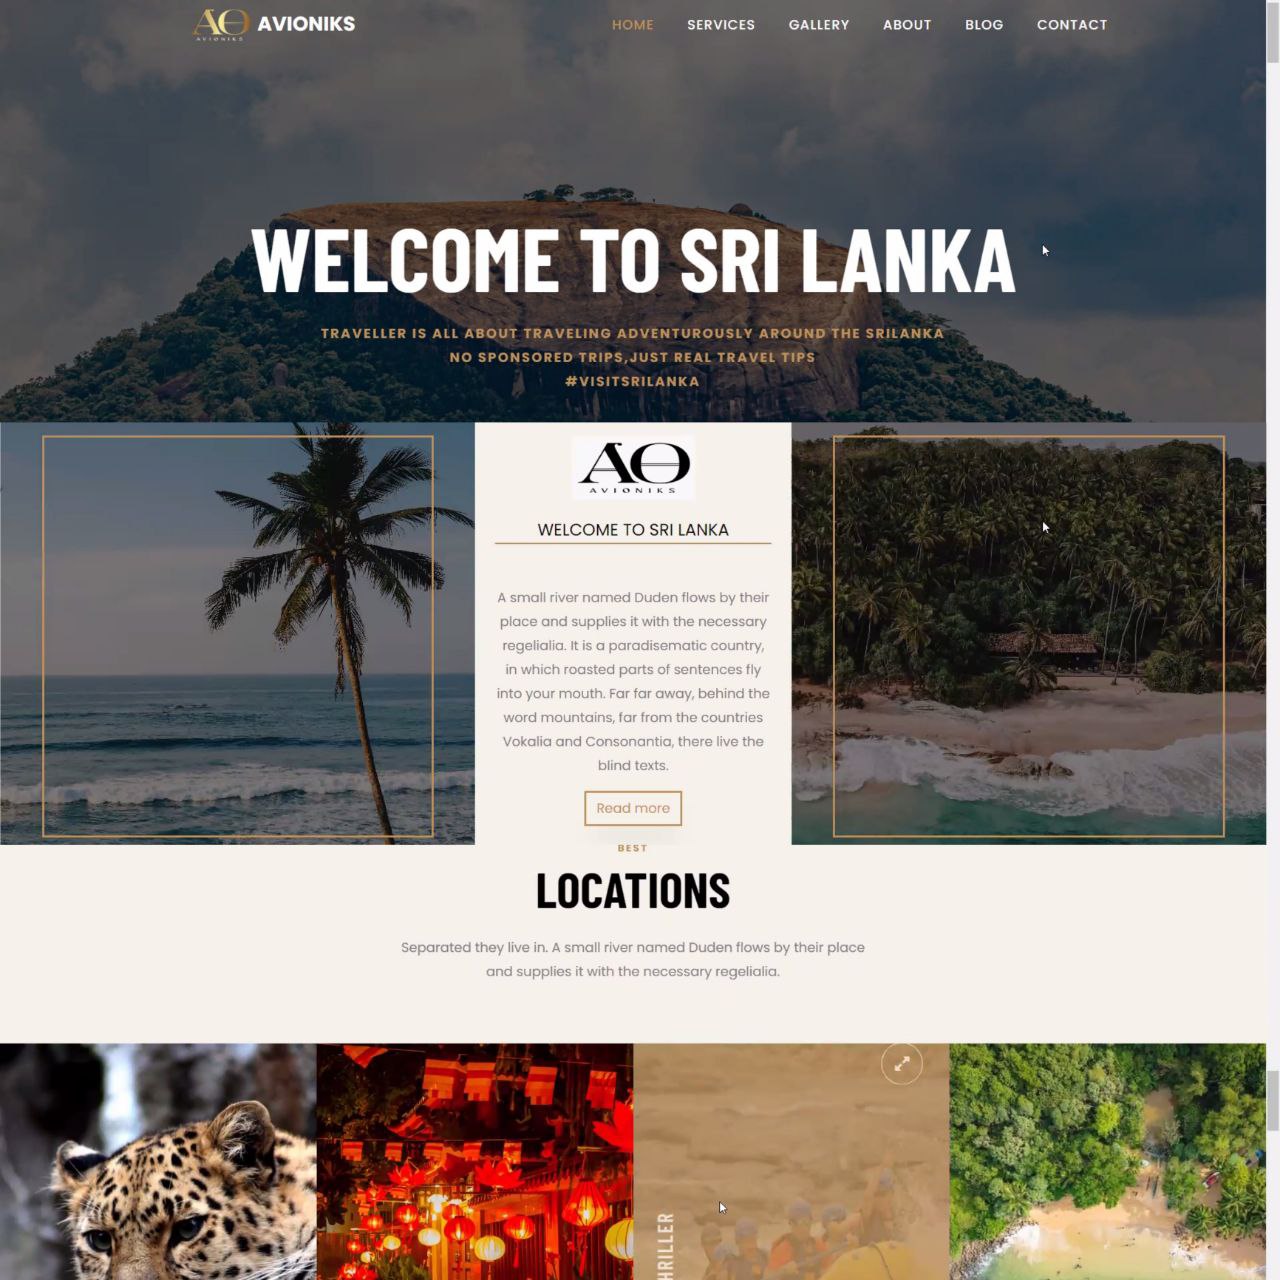 AO
AVIONIKS
AVIONIKS
HOME
SERVICES
GALLERY
ABOUT
BLOG
CONTACT
WELCOME TO SRI LANKA
TRAVELLER IS ALL ABOUT TRAVELING ADVENTUROUSLY AROUND THE SRILANKA
NO SPONSORED TRIPS,JUST REAL TRAVEL TIPS
#VISITSRILANKA
AO
AVIONIKS
WELCOME TO SRI LANKA
A small river named Duden flows by their
place and supplies it with the necessary
regelialia. It is a paradisematic country,
in which roasted parts of sentences fly
into your mouth. Far far away, behind the
word mountains, far from the countries
Vokalia and Consonantia, there live the
blind texts.
Read more
BEST
LOCATIONS
Separated they live in. A small river named Duden flows by their place
and supplies it with the necessary regelialia.
HRILLER